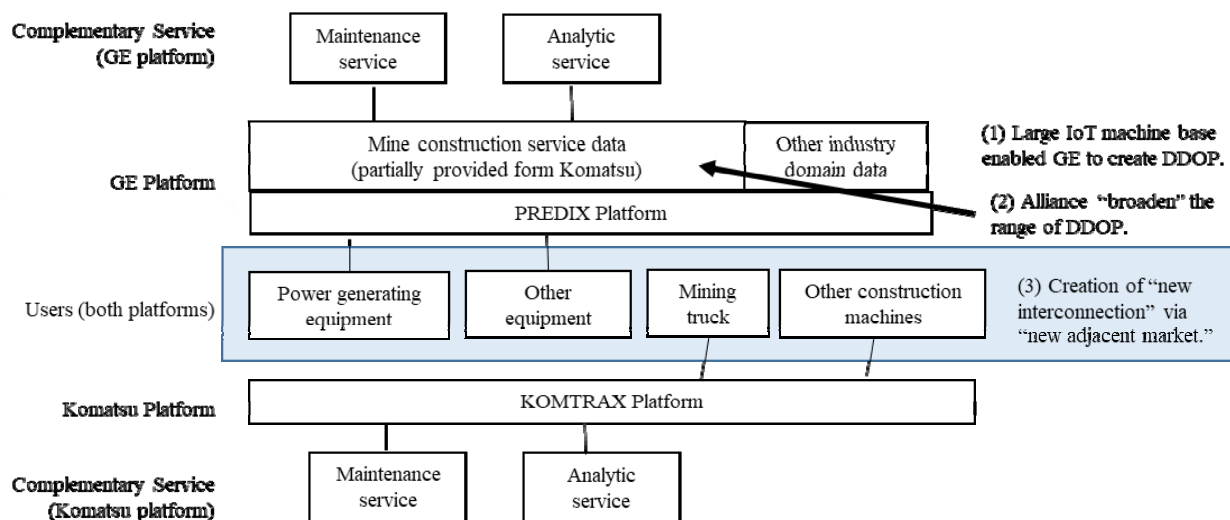 Complementary Service
(GE platform)
Maintenance
service
Analytic
service
Mine construction service data
(partially provided form Komatsu)
Other industry
domain data
(1) Large IoT machine base
enabled GE to create DDOP.
GE Platform
PREDIX Platform
(2) Alliance “broaden” the
range of DDOP.
Users (both platforms)
Power generating
equipment
Other
equipment
Mining
truck
Other construction
machines
(3) Creation of “new
interconnection” via
“new adjacent market.”
Komatsu Platform
KOMTRAX Platform
Complementary Service
(Komatsu platform)
Maintenance
service
Analytic
service